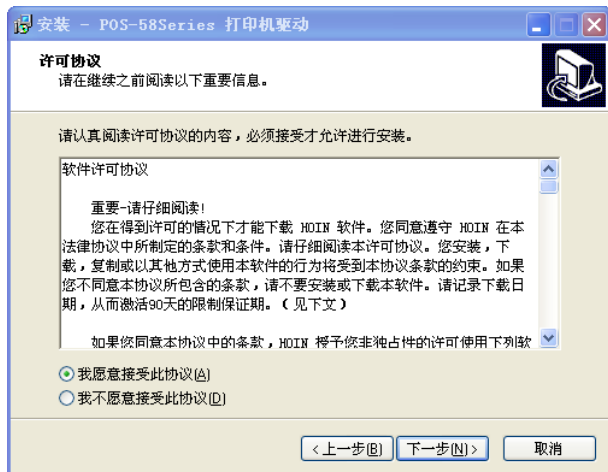 安装 - POS-58Series 打印机驱动
许可协议
请在继续之前阅读以下重要信息。
请认真阅读许可协议的内容，必须接受才允许进行安装。
软件许可协议
重要-请仔细阅读!
您在得到许可的情况下才能下载 HOIN 软件。您同意遵守 HOIN 在本
法律协议中所制定的条款和条件。请仔细阅读本许可协议。您安装，下
载，复制或以其他方式使用本软件的行为将受到本协议条款的约束。如果
您不同意本协议所包含的条款，请不要安装或下载本软件。请记录下载日
期，从而激活90天的限制保证期。( 见下文 )
如果您同意本协议中的条款，HOIN 授予您非独占性的许可使用下列软
我愿意接受此协议(A)
我不愿意接受此协议(D)
<上一步(B) 下一步(N)> 取消